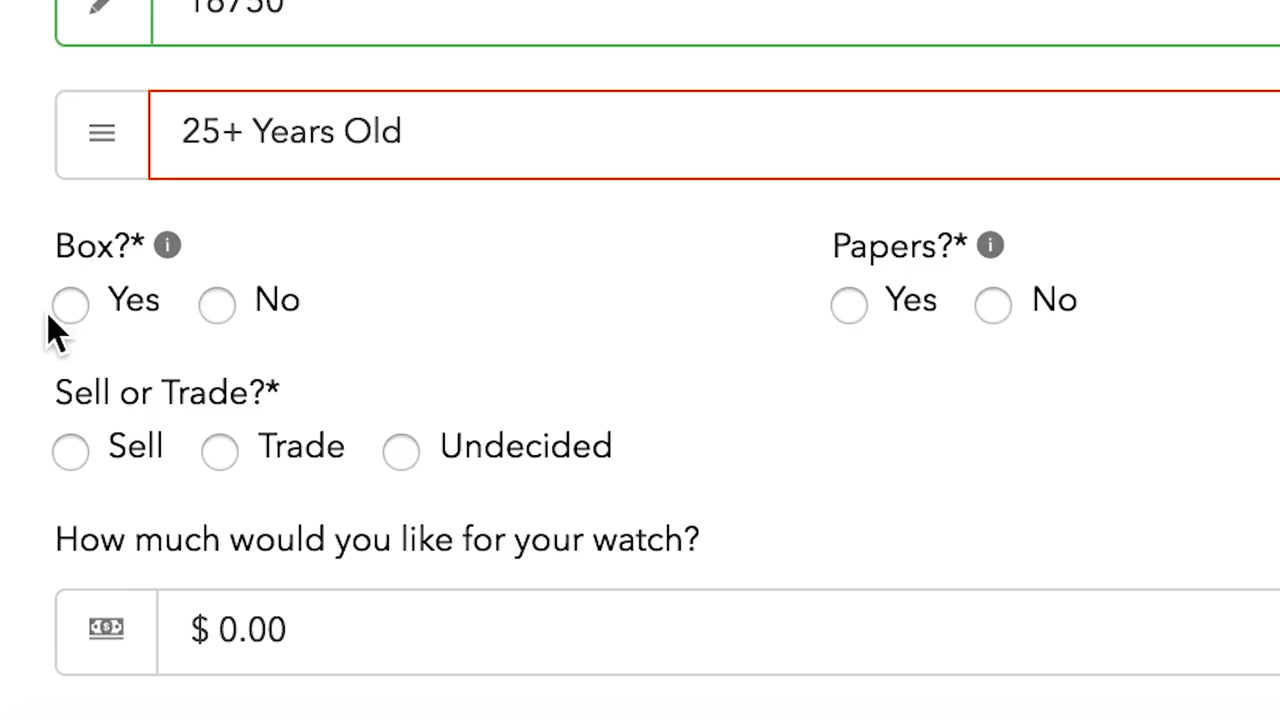 25+ Years Old
Box?* i
Papers?* i
Yes No
Yes No
Sell or Trade?*
Sell Trade Undecided
How much would you like for your watch?
$ 0.00